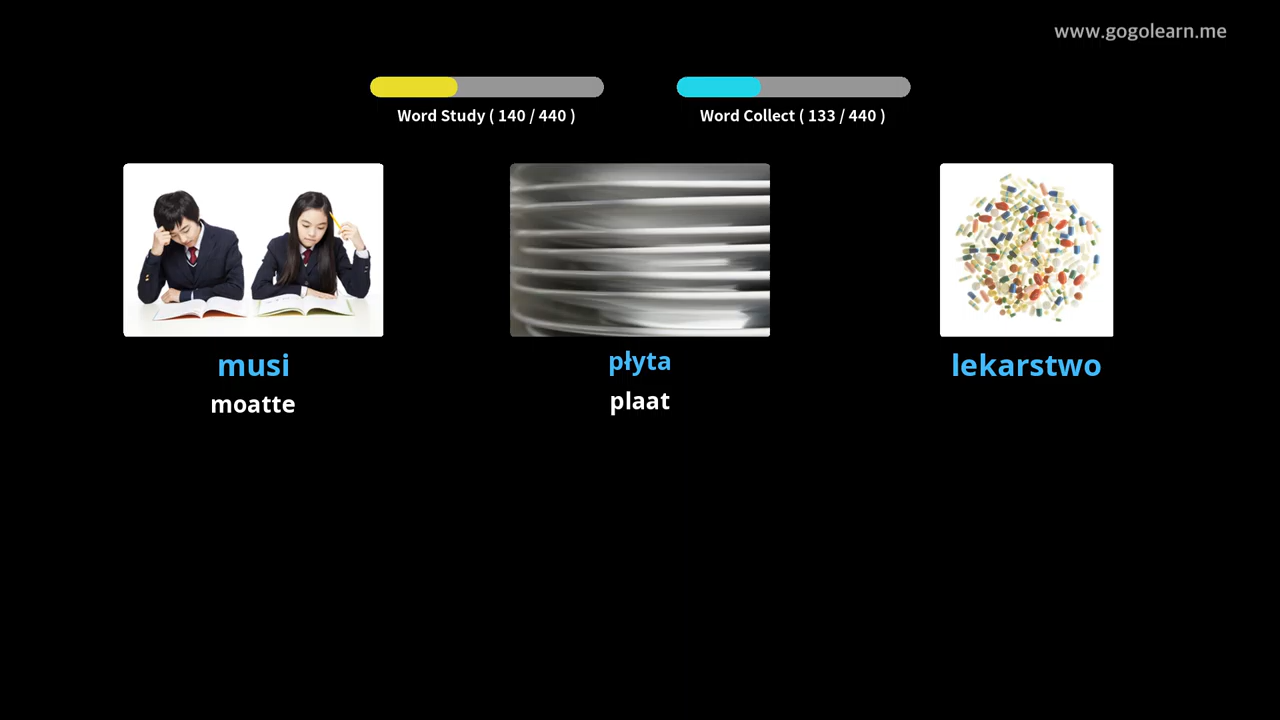 www.gogolearn.me
Word Study ( 140 / 440 )
Word Collect ( 133 / 440 )
musi
płyta
lekarstwo
moatte
plaat